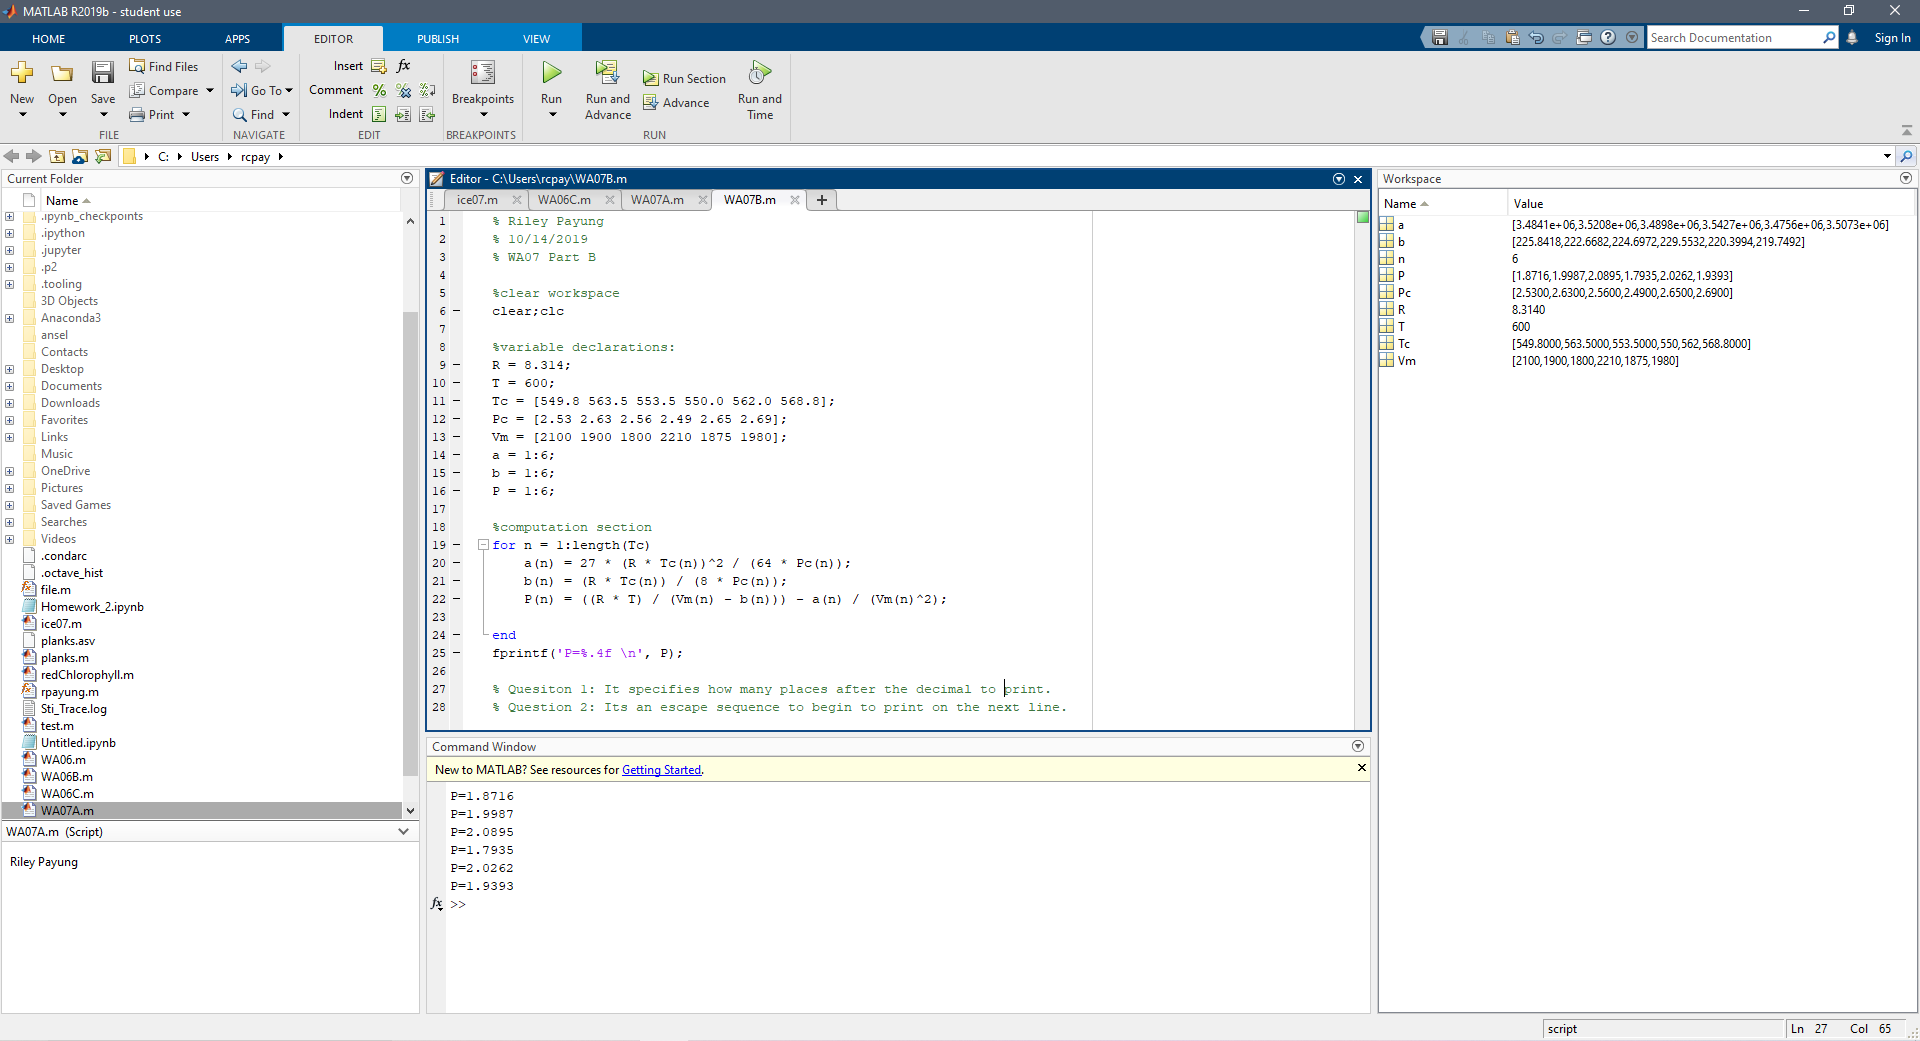 MATLAB R2019b - student use
HOME PLOTS APPS EDITOR PUBLISH VIEW Search Documentation Sign In
New Open Save Find Files Compare Print FILE
Go To Find NAVIGATE
Insert fx Comment Indent EDIT
Breakpoints BREAKPOINTS
Run Run and Advance Run Section Advance Run and Time RUN
C: Users rcpay
Current Folder
Name
.ipynb_checkpoints
.ipython
.jupyter
.p2
.tooling
3D Objects
Anaconda3
ansel
Contacts
Desktop
Documents
Downloads
Favorites
Links
Music
OneDrive
Pictures
Saved Games
Searches
Videos
.condarc
.octave_hist
file.m
Homework_2.ipynb
ice07.m
planks.asv
planks.m
redChlorophyll.m
rpayung.m
Sti_Trace.log
test.m
Untitled.ipynb
WA06.m
WA06B.m
WA06C.m
WA07A.m
WA07A.m (Script)
Riley Payung
Editor - C:\Users\rcpay\WA07B.m
ice07.m WA06C.m WA07A.m WA07B.m
1 % Riley Payung
2 % 10/14/2019
3 % WA07 Part B
4
5 %clear workspace
6 clear;clc
7
8 %variable declarations:
9 R = 8.314;
10 T = 600;
11 Tc = [549.8 563.5 553.5 550.0 562.0 568.8];
12 Pc = [2.53 2.63 2.56 2.49 2.65 2.69];
13 Vm = [2100 1900 1800 2210 1875 1980];
14 a = 1:6;
15 b = 1:6;
16 P = 1:6;
17
18 %computation section
19 for n = 1:length(Tc)
20 a(n) = 27 * (R * Tc(n))^2 / (64 * Pc(n));
21 b(n) = (R * Tc(n)) / (8 * Pc(n));
22 P(n) = ((R * T) / (Vm(n) - b(n))) - a(n) / (Vm(n)^2);
23
24 end
25 fprintf('P=%.4f \n', P);
26
27 % Quesiton 1: It specifies how many places after the decimal to print.
28 % Question 2: Its an escape sequence to begin to print on the next line.
Command Window
New to MATLAB? See resources for Getting Started.
P=1.8716
P=1.9987
P=2.0895
P=1.7935
P=2.0262
P=1.9393
fx >>
Workspace
Name Value
a [3.4841e+06,3.5208e+06,3.4898e+06,3.5427e+06,3.4756e+06,3.5073e+06]
b [225.8418,222.6682,224.6972,229.5532,220.3994,219.7492]
n 6
P [1.8716,1.9987,2.0895,1.7935,2.0262,1.9393]
Pc [2.5300,2.6300,2.5600,2.4900,2.6500,2.6900]
R 8.3140
T 600
Tc [549.8000,563.5000,553.5000,550,562,568.8000]
Vm [2100,1900,1800,2210,1875,1980]
script Ln 27 Col 65